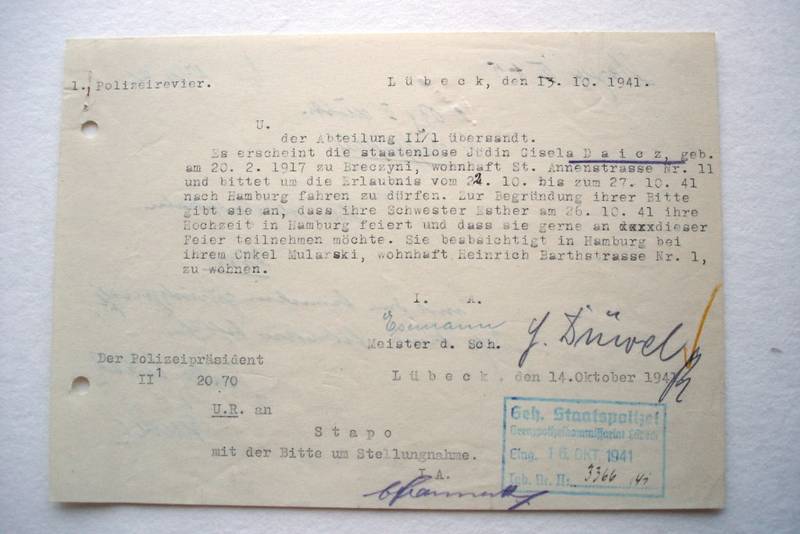 1. Polizeirevier. Lübeck, den 13. 10. 1941.
U.
der Abteilung II/1 übersandt.
Es erscheint die staatenlose Jüdin Gisela Daicz, geb.
am 20. 2. 1917 zu Breczyni, wohnhaft St. Annenstrasse Nr. 11
und bittet um die Erlaubnis vom 22. 10. bis zum 27. 10. 41
nach Hamburg fahren zu dürfen. Zur Begründung ihrer Bitte
gibt sie an, dass ihre Schwester Esther am 26. 10. 41 ihre
Hochzeit in Hamburg feiert und dass sie gerne an dieser
Feier teilnehmen möchte. Sie beabsichtigt in Hamburg bei
ihrem Onkel Mularski, wohnhaft Heinrich Barthstrasse Nr. 1,
zu wohnen.
I. A.
Meister d. Sch.
Der Polizeipräsident
II1 20.70 Lübeck, den 14. Oktober 1941
U.R. an
Stapo
mit der Bitte um Stellungnahme.
I.A.
Geh. Staatspolizei
Grenzpolizeikommissariat Lübeck
Eing. 16. OKT. 1941
Tgb. Nr. II: 3366/41